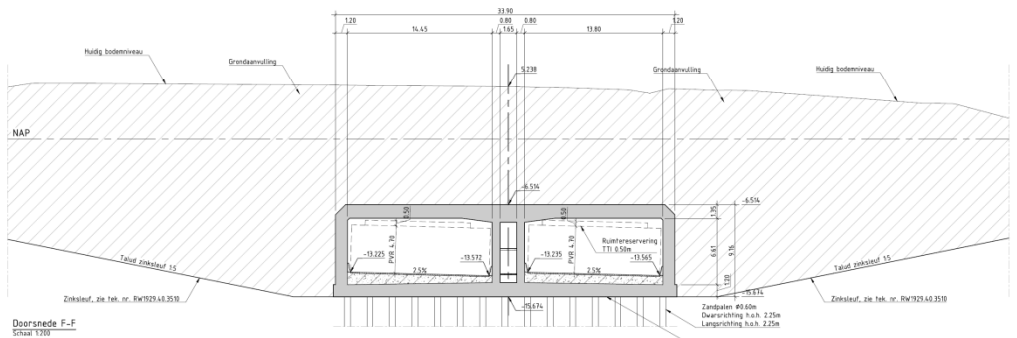 33.90
1.20
14.45
0.80
1.65
0.80
13.80
1.20
Huidig bodemniveau
Grondaanvulling
5.238
Grondaanvulling
Huidig bodemniveau
NAP
-6.514
-6.514
0.50
PVR 4.70
0.50
PVR 4.70
Ruimtereservering
TTI 0.50m
1.35
6.61
9.16
1.20
-13.225
-13.572
-13.235
-13.565
2.5%
2.5%
Talud zinksleuf 1:5
Talud zinksleuf 1:5
-15.674
-15.674
Zinksleuf, zie tek. nr. RW1929.40.3510
Zinksleuf, zie tek. nr. RW1929.40.3510
Zandpalen Ø0.60m
Dwarsrichting h.o.h. 2.25m
Langsrichting h.o.h. 2.25m
Doorsnede F-F
Schaal 1:200